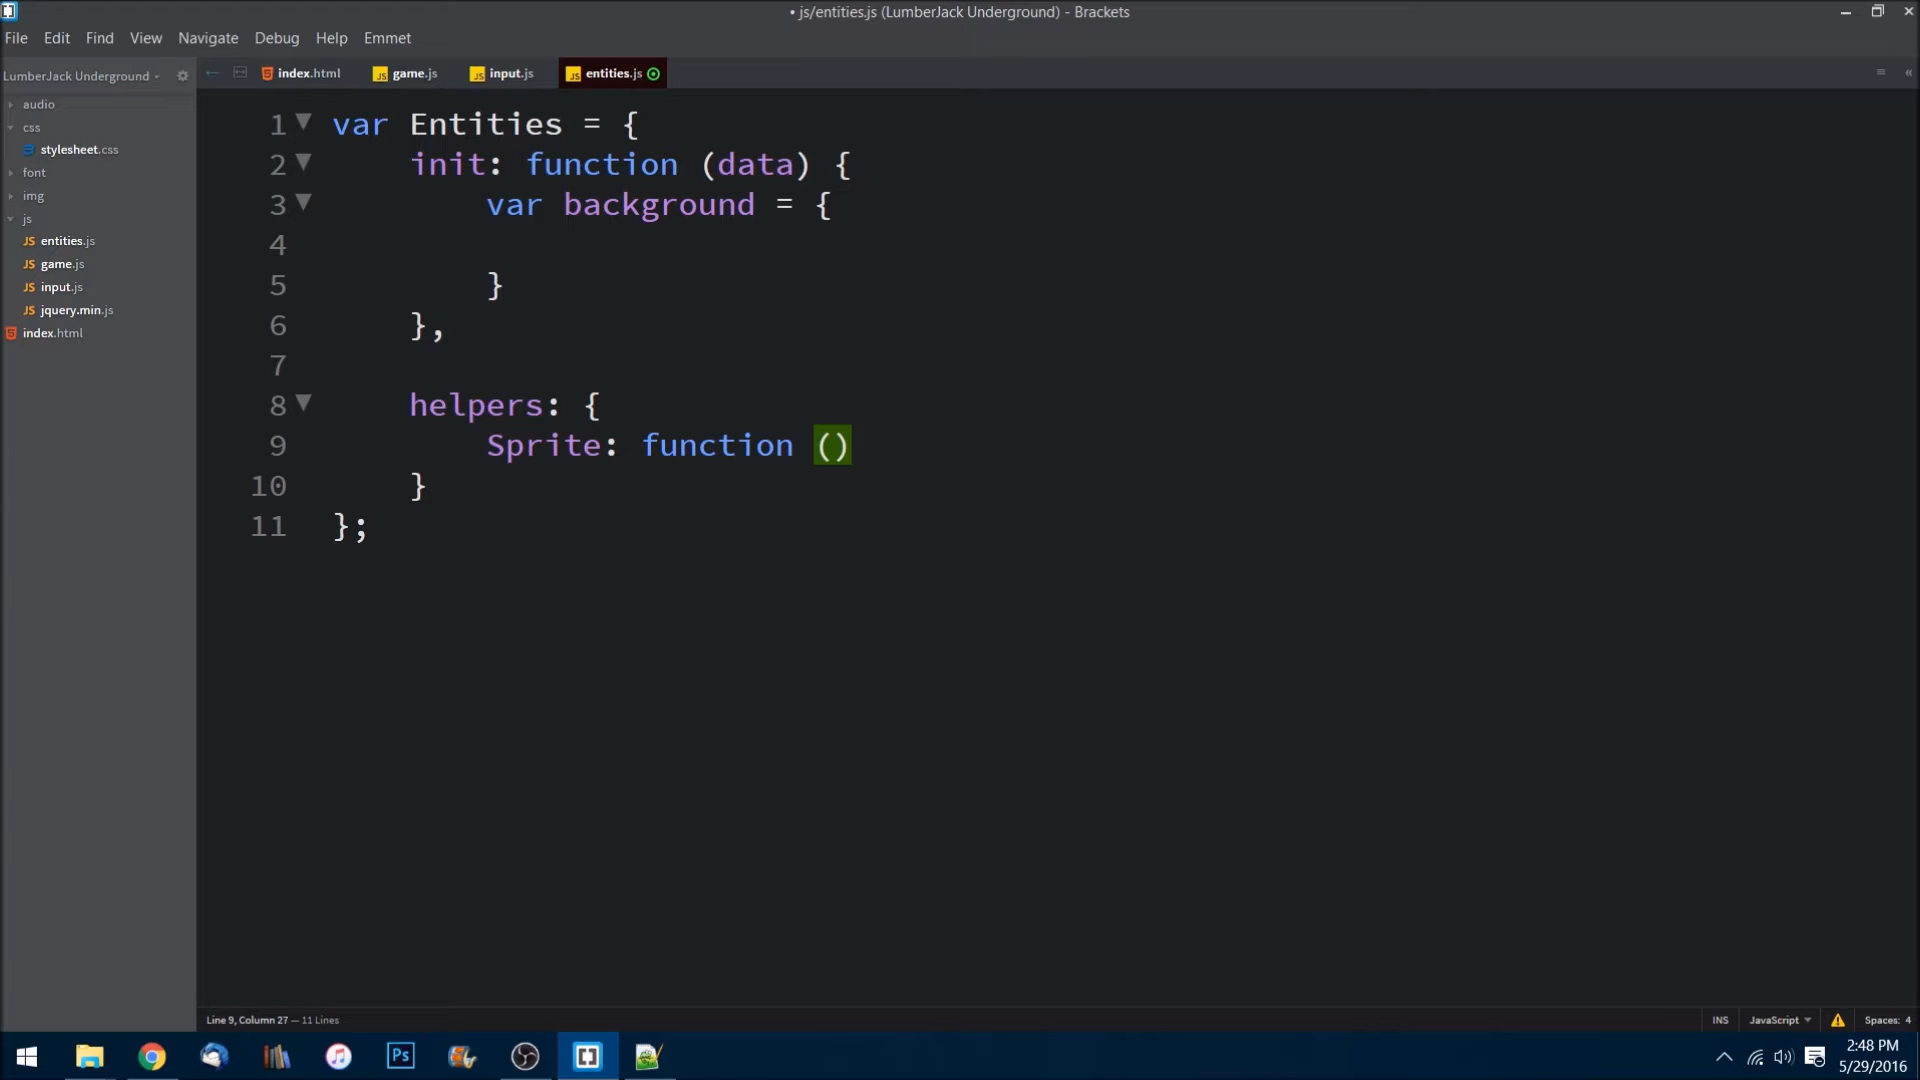 • js/entities.js (LumberJack Underground) - Brackets
File Edit Find View Navigate Debug Help Emmet
LumberJack Underground
index.html game.js input.js entities.js
audio
css
stylesheet.css
font
img
js
entities.js
game.js
input.js
jquery.min.js
index.html
1 var Entities = {
2 init: function (data) {
3 var background = {
4
5 }
6 },
7
8 helpers: {
9 Sprite: function ()
10 }
11 };
Line 9, Column 27 — 11 Lines
INS JavaScript Spaces: 4
Ps
2:48 PM
5/29/2016